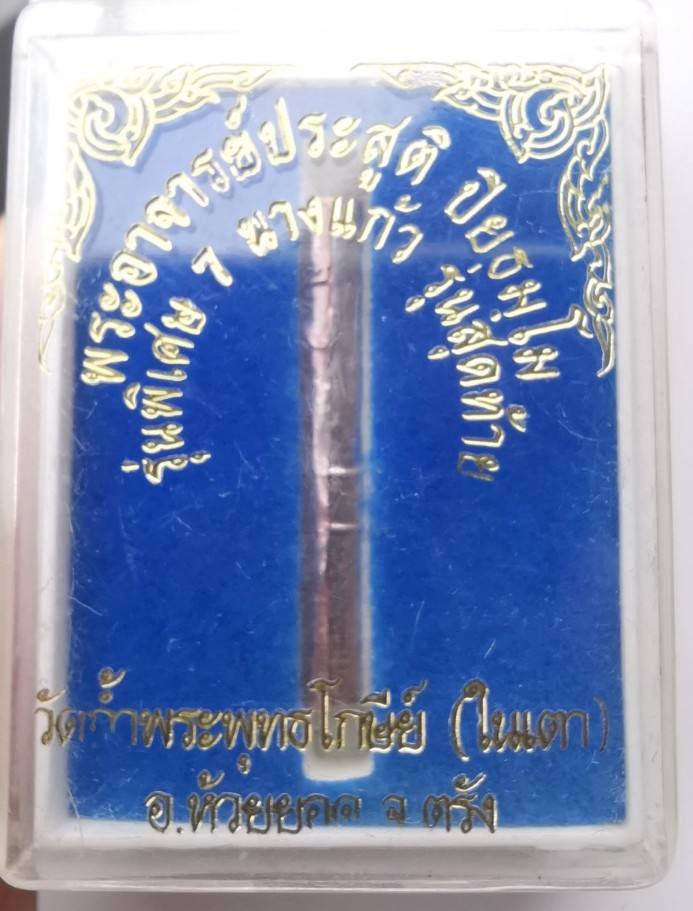 พระอาจารย์ประสูติ ปิยธมฺโม
รุ่นพิเศษ ๆ นางแก้ว รุ่นสุดท้าย
วัดถ้ำพระพุทธโกษีย์ (ในเตา)
อ.ห้วยยอด จ ตรัง